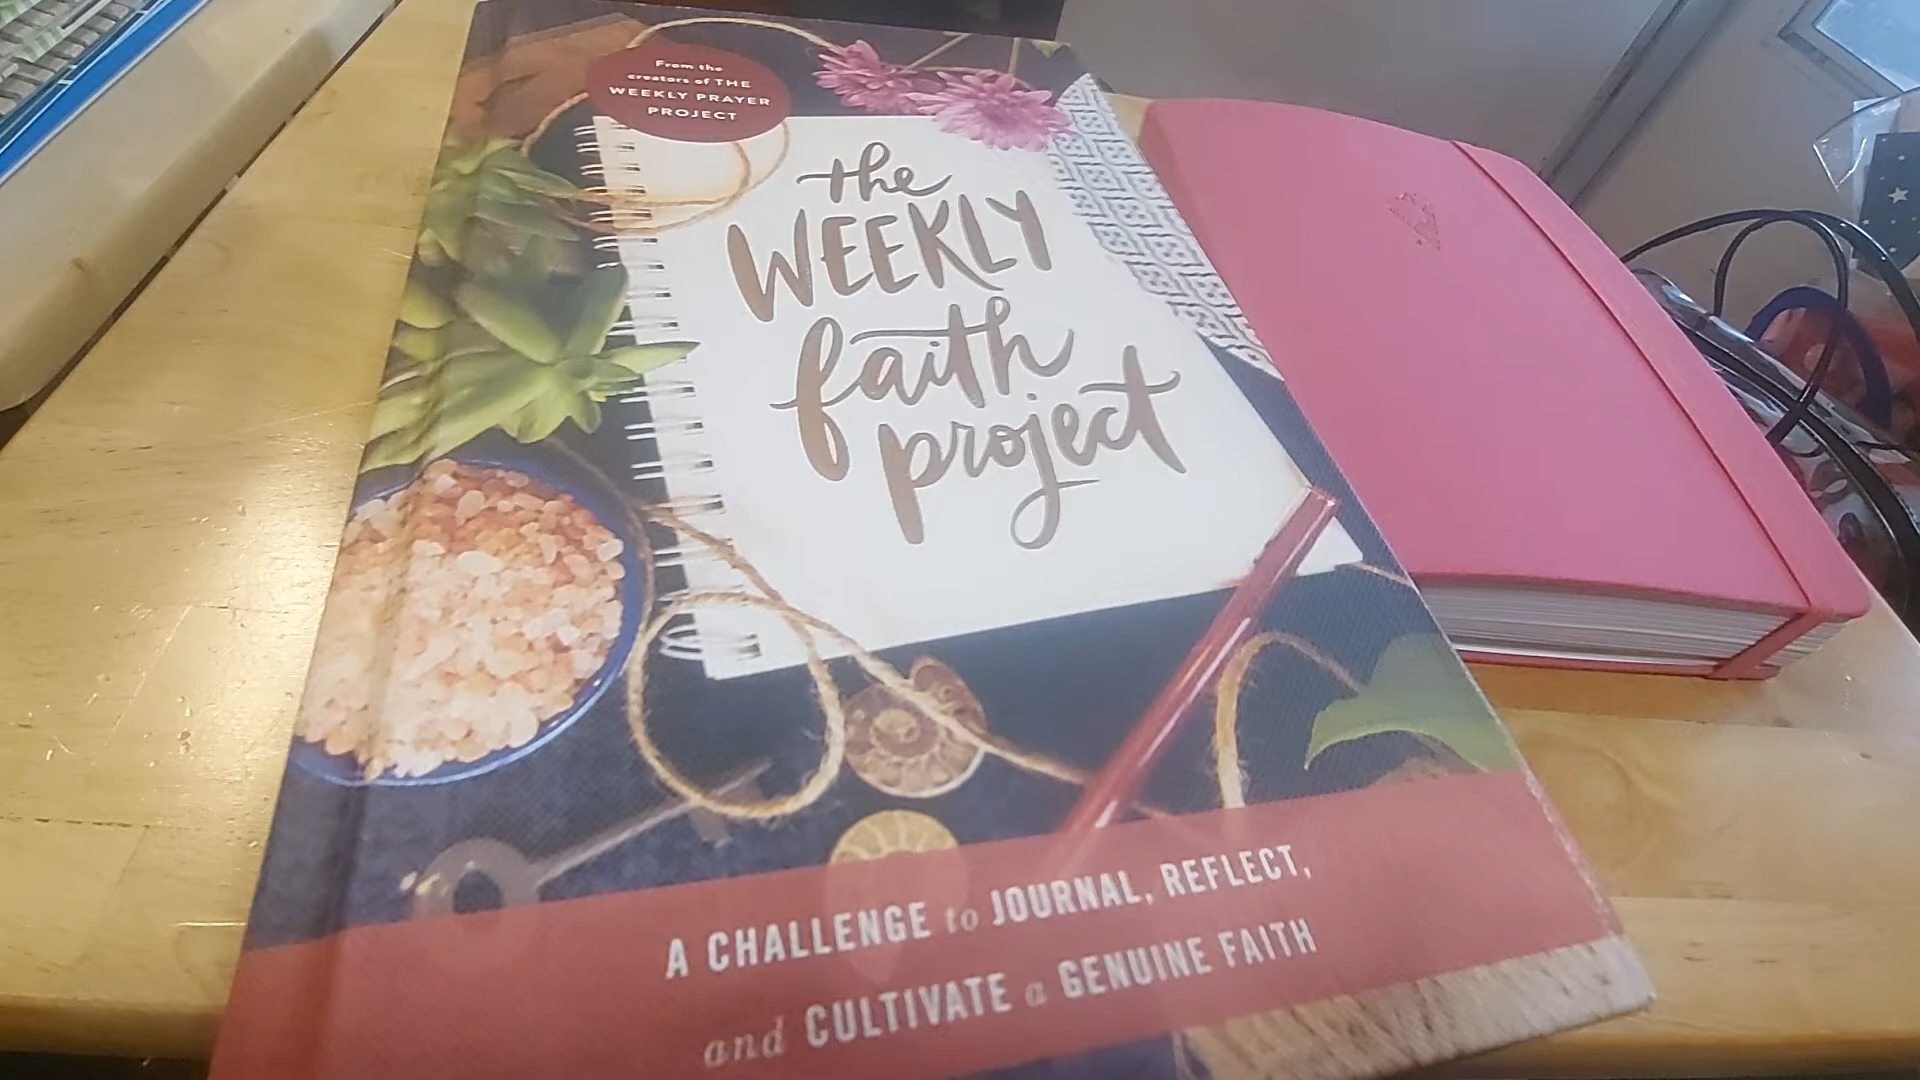 From the
creators of THE
WEEKLY PRAYER
PROJECT
the
WEEKLY
faith
project
A CHALLENGE to JOURNAL, REFLECT,
and CULTIVATE a GENUINE FAITH